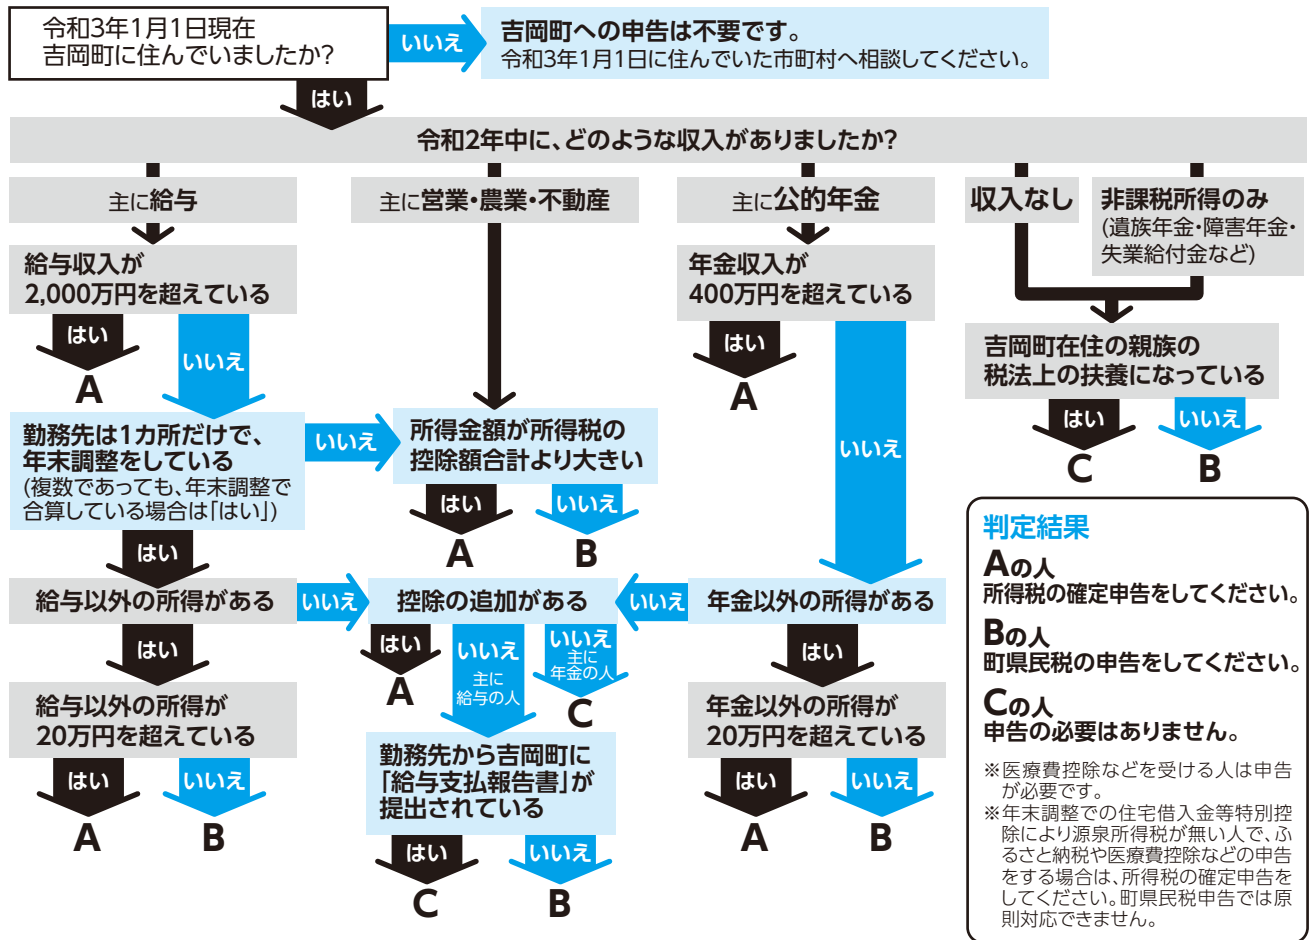 令和3年1月1日現在
吉岡町に住んでいましたか?
いいえ
吉岡町への申告は不要です。
令和3年1月1日に住んでいた市町村へ相談してください。
はい
令和2年中に、どのような収入がありましたか?
主に給与
主に営業・農業・不動産
主に公的年金
収入なし
非課税所得のみ
(遺族年金・障害年金・
失業給付金など)
給与収入が
2,000万円を超えている
年金収入が
400万円を超えている
はい
いいえ
A
はい
A
いいえ
吉岡町在住の親族の
税法上の扶養になっている
はい
いいえ
C
B
勤務先は1カ所だけで、
年末調整をしている
(複数であっても、年末調整で
合算している場合は「はい」)
いいえ
所得金額が所得税の
控除額合計より大きい
はい
いいえ
A
B
はい
給与以外の所得がある
いいえ
控除の追加がある
いいえ
年金以外の所得がある
はい
はい
いいえ
主に
給与の人
いいえ
主に
年金の人
A
C
はい
給与以外の所得が
20万円を超えている
はい
いいえ
A
B
勤務先から吉岡町に
「給与支払報告書」が
提出されている
はい
いいえ
C
B
年金以外の所得が
20万円を超えている
はい
いいえ
A
B
判定結果
Aの人
所得税の確定申告をしてください。
Bの人
町県民税の申告をしてください。
Cの人
申告の必要はありません。
※医療費控除などを受ける人は申告
が必要です。
※年末調整での住宅借入金等特別控
除により源泉所得税が無い人で、ふ
るさと納税や医療費控除などの申告
をする場合は、所得税の確定申告を
してください。町県民税申告では原
則対応できません。